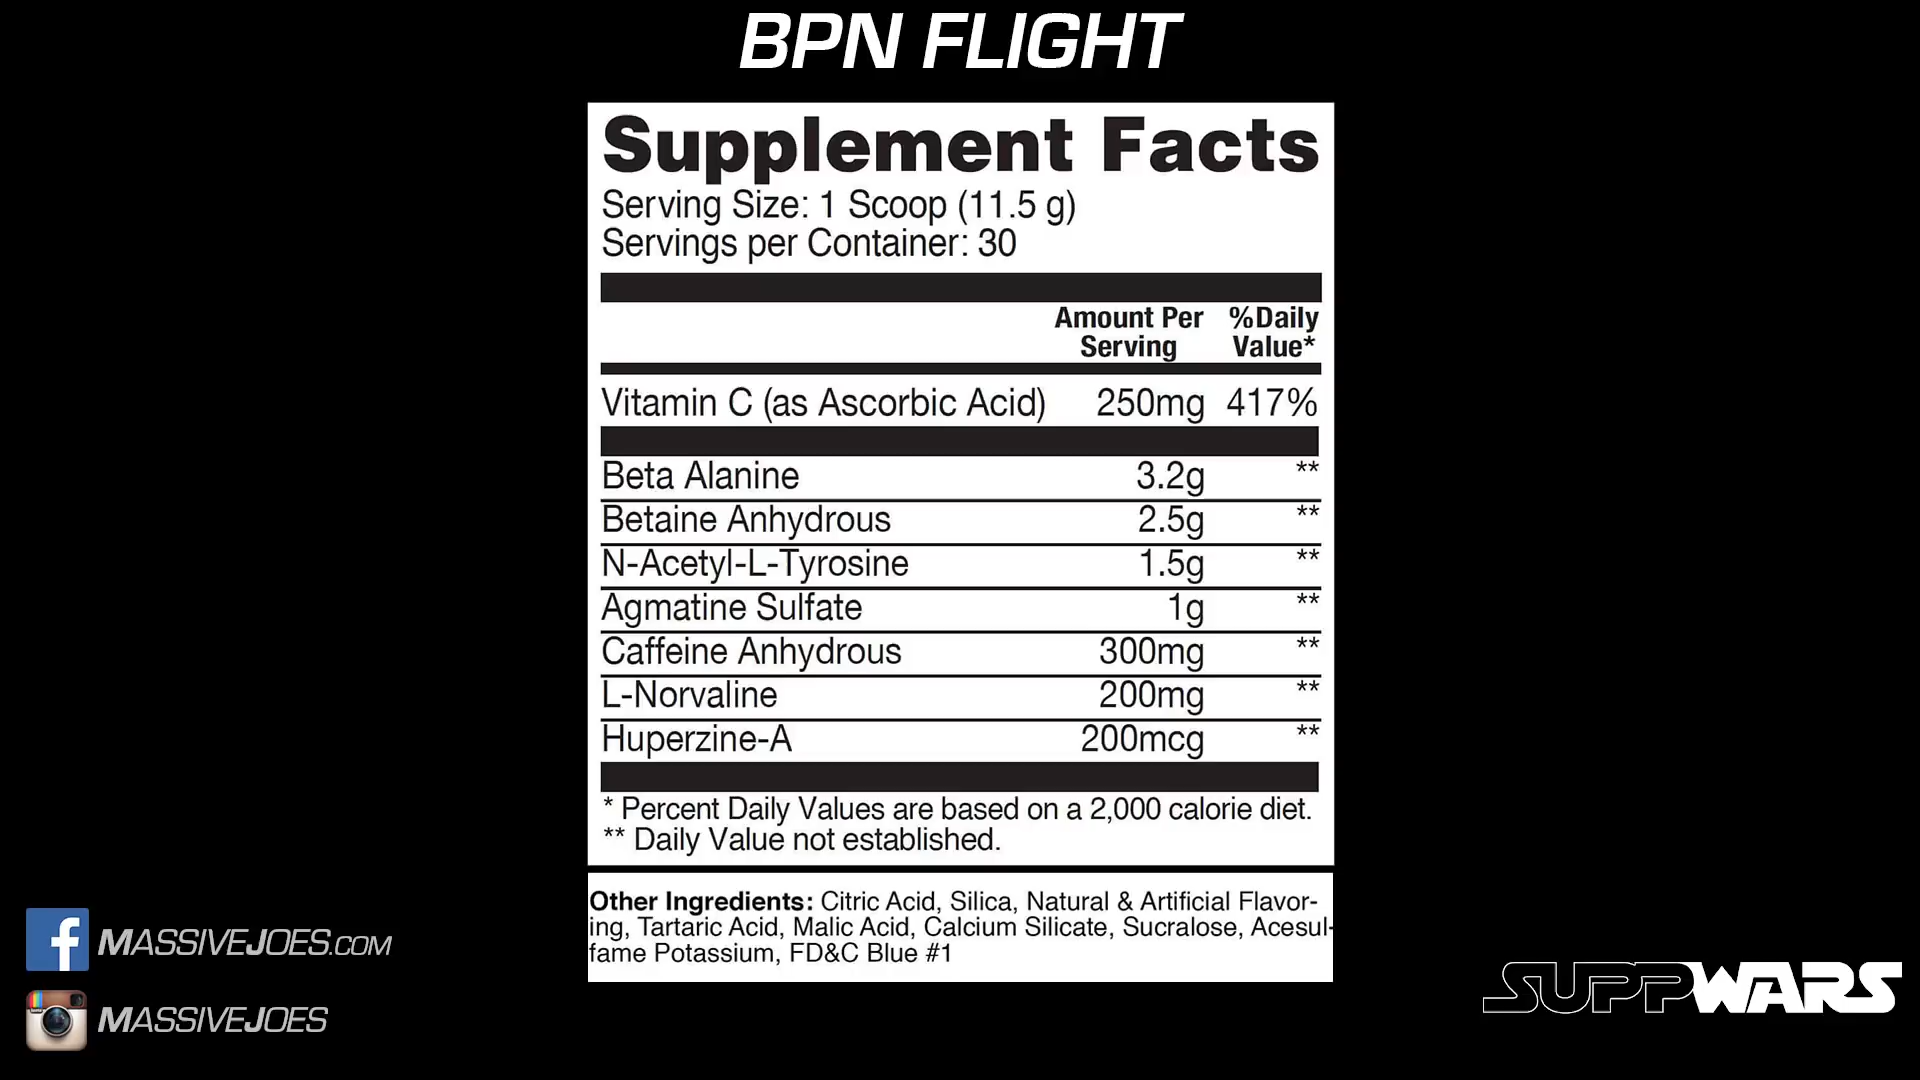 BPN FLIGHT
Supplement Facts
Serving Size: 1 Scoop (11.5 g)
Servings per Container: 30
Amount Per Serving %Daily Value*
Vitamin C (as Ascorbic Acid) 250mg 417%
Beta Alanine 3.2g **
Betaine Anhydrous 2.5g **
N-Acetyl-L-Tyrosine 1.5g **
Agmatine Sulfate 1g **
Caffeine Anhydrous 300mg **
L-Norvaline 200mg **
Huperzine-A 200mcg **
* Percent Daily Values are based on a 2,000 calorie diet.
** Daily Value not established.
Other Ingredients: Citric Acid, Silica, Natural & Artificial Flavor-
ing, Tartaric Acid, Malic Acid, Calcium Silicate, Sucralose, Acesul-
fame Potassium, FD&C Blue #1
f MASSIVEJOES.COM
MASSIVEJOES
SUPPWARS